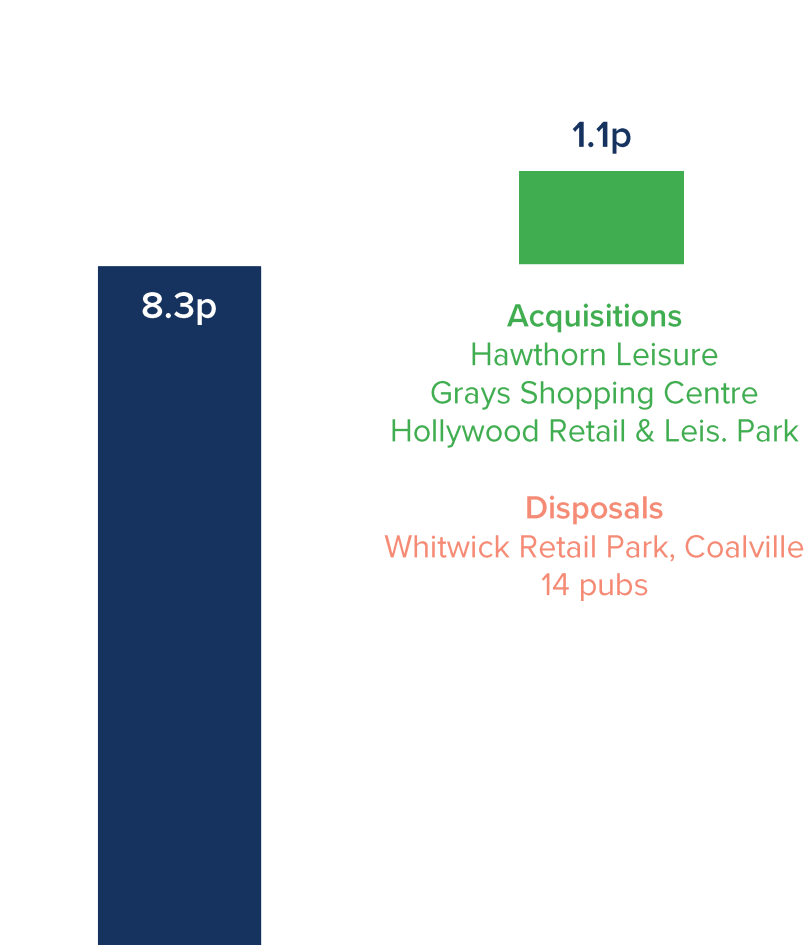 1.1p
8.3p
Acquisitions
Hawthorn Leisure
Grays Shopping Centre
Hollywood Retail & Leis. Park
Disposals
Whitwick Retail Park, Coalville
14 pubs